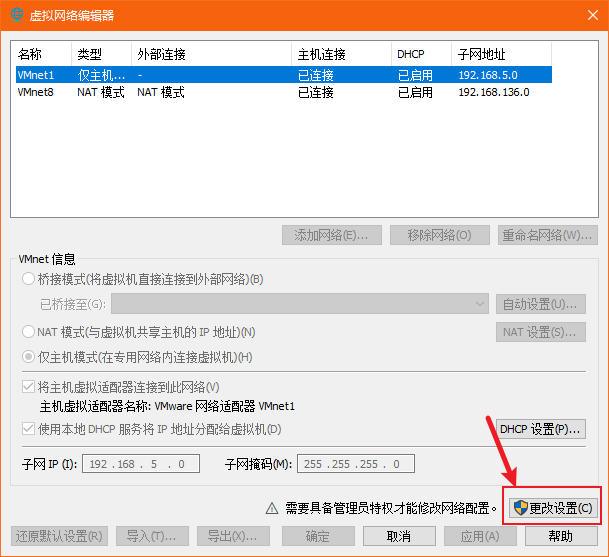 虚拟网络编辑器
名称 类型 外部连接 主机连接 DHCP 子网地址
VMnet1 仅主机... - 已连接 已启用 192.168.5.0
VMnet8 NAT 模式 NAT 模式 已连接 已启用 192.168.136.0
添加网络(E)... 移除网络(O) 重命名网络(W)...
VMnet 信息
桥接模式(将虚拟机直接连接到外部网络)(B)
已桥接至(G): 自动设置(U)...
NAT 模式(与虚拟机共享主机的 IP 地址)(N) NAT 设置(S)...
仅主机模式(在专用网络内连接虚拟机)(H)
将主机虚拟适配器连接到此网络(V)
主机虚拟适配器名称: VMware 网络适配器 VMnet1
使用本地 DHCP 服务将 IP 地址分配给虚拟机(D) DHCP 设置(P)...
子网 IP (I): 192 . 168 . 5 . 0 子网掩码(M): 255 . 255 . 255 . 0
需要具备管理员特权才能修改网络配置。 更改设置(C)
还原默认设置(R) 导入(T)... 导出(X)... 确定 取消 应用(A) 帮助